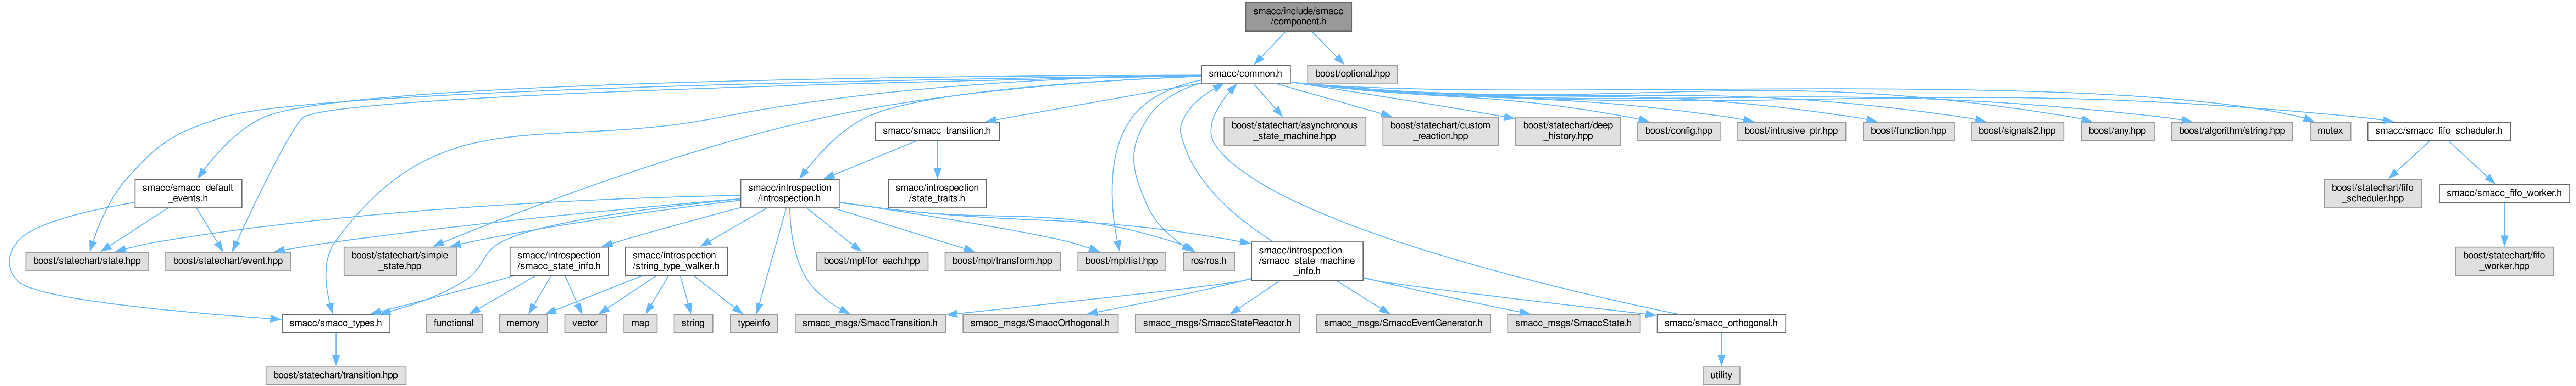 smacc/include/smacc
/component.h
smacc/common.h
boost/optional.hpp
smacc/smacc_transition.h
boost/statechart/asynchronous
_state_machine.hpp
boost/statechart/custom
_reaction.hpp
boost/statechart/deep
_history.hpp
boost/config.hpp
boost/intrusive_ptr.hpp
boost/function.hpp
boost/signals2.hpp
boost/any.hpp
boost/algorithm/string.hpp
mutex
smacc/smacc_fifo_scheduler.h
smacc/smacc_default
_events.h
smacc/introspection
/introspection.h
smacc/introspection
/state_traits.h
boost/statechart/fifo
_scheduler.hpp
smacc/smacc_fifo_worker.h
boost/statechart/state.hpp
boost/statechart/event.hpp
boost/statechart/simple
_state.hpp
smacc/introspection
/smacc_state_info.h
smacc/introspection
/string_type_walker.h
boost/mpl/for_each.hpp
boost/mpl/transform.hpp
boost/mpl/list.hpp
ros/ros.h
smacc/introspection
/smacc_state_machine
_info.h
boost/statechart/fifo
_worker.hpp
smacc/smacc_types.h
functional
memory
vector
map
string
typeinfo
smacc_msgs/SmaccTransition.h
smacc_msgs/SmaccOrthogonal.h
smacc_msgs/SmaccStateReactor.h
smacc_msgs/SmaccEventGenerator.h
smacc_msgs/SmaccState.h
smacc/smacc_orthogonal.h
boost/statechart/transition.hpp
utility